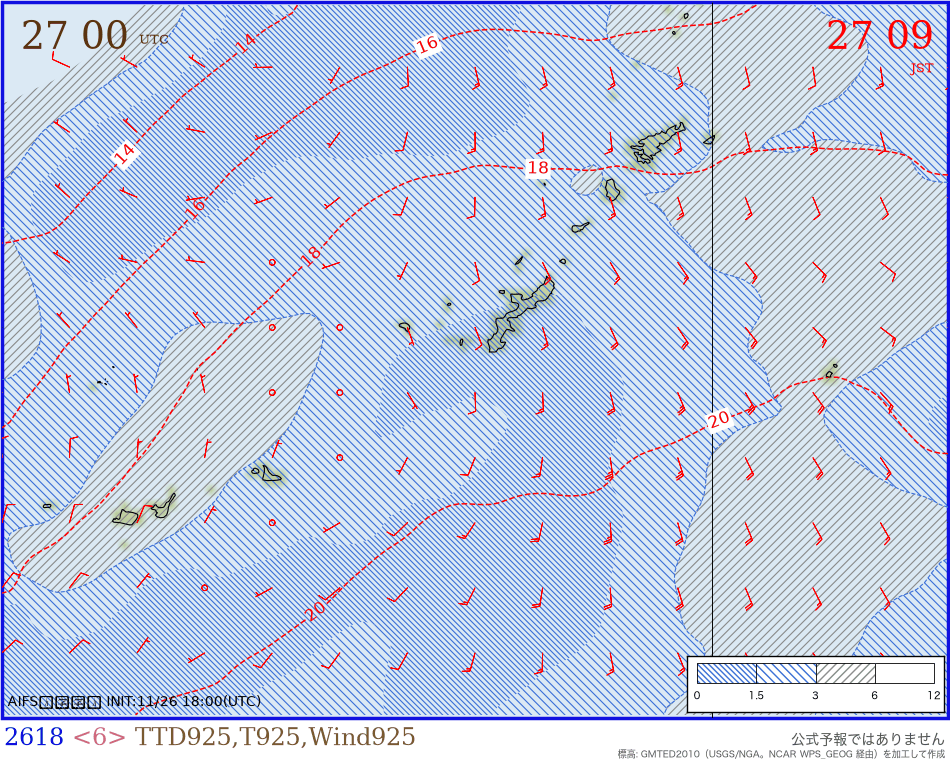 27 00 UTC
27 09
JST
14
16
14
18
16
18
20
20
0 1.5 3 6 12
AIFS INIT:11/26 18:00(UTC)
2618 <6> TTD925,T925,Wind925
公式予報ではありません
標高: GMTED2010（USGS/NGA。NCAR WPS_GEOG 経由）を加工して作成